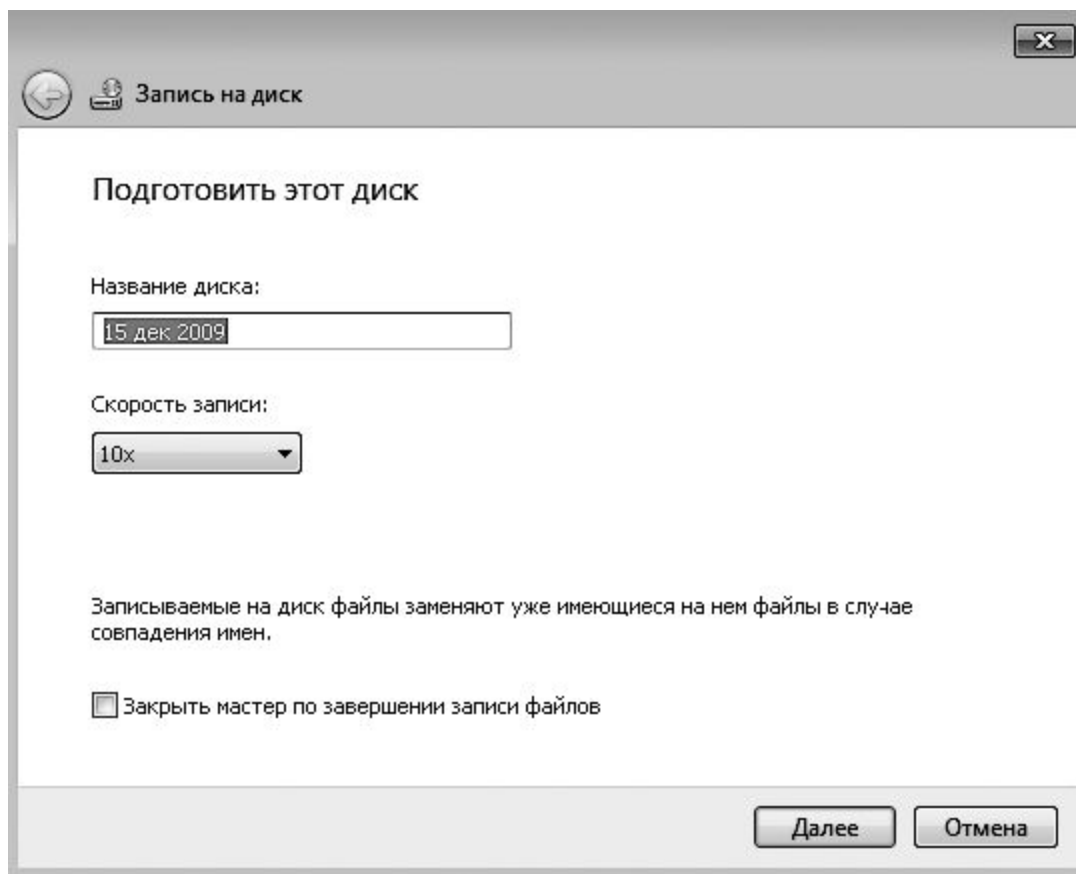 Запись на диск
Подготовить этот диск
Название диска:
15 дек 2009
Скорость записи:
10x
Записываемые на диск файлы заменяют уже имеющиеся на нем файлы в случае
совпадения имен.
Закрыть мастер по завершении записи файлов
Далее Отмена